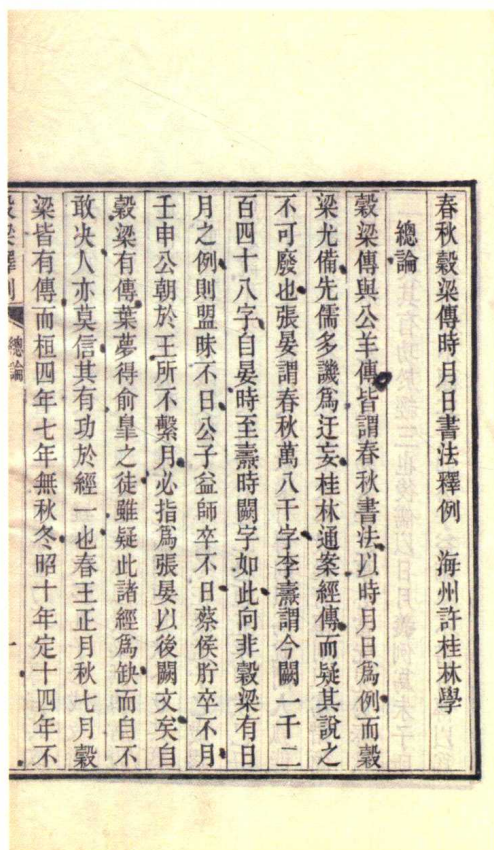 春秋穀梁傳時月日書法釋例　海州許桂林學
總論
穀梁傳與公羊傳皆謂春秋書法以時月日爲例而穀
梁尤備先儒多譏爲迂妄桂林通案經傳而疑其說之
不可廢也張晏謂春秋萬八千字李燾謂今闕一千二
百四十八字自晏時至燾時闕字如此向非穀梁有日
月之例則盟昧不日公子益師卒不日蔡侯肸卒不月
壬申公朝於王所不繫月必指爲張晏以後闕文矣自
穀梁有傳葉夢得俞皐之徒雖疑此諸經爲缺而自不
敢決人亦莫信其有功於經一也春王正月秋七月穀
梁皆有傳而桓四年七年無秋冬昭十年定十四年不
總論
一